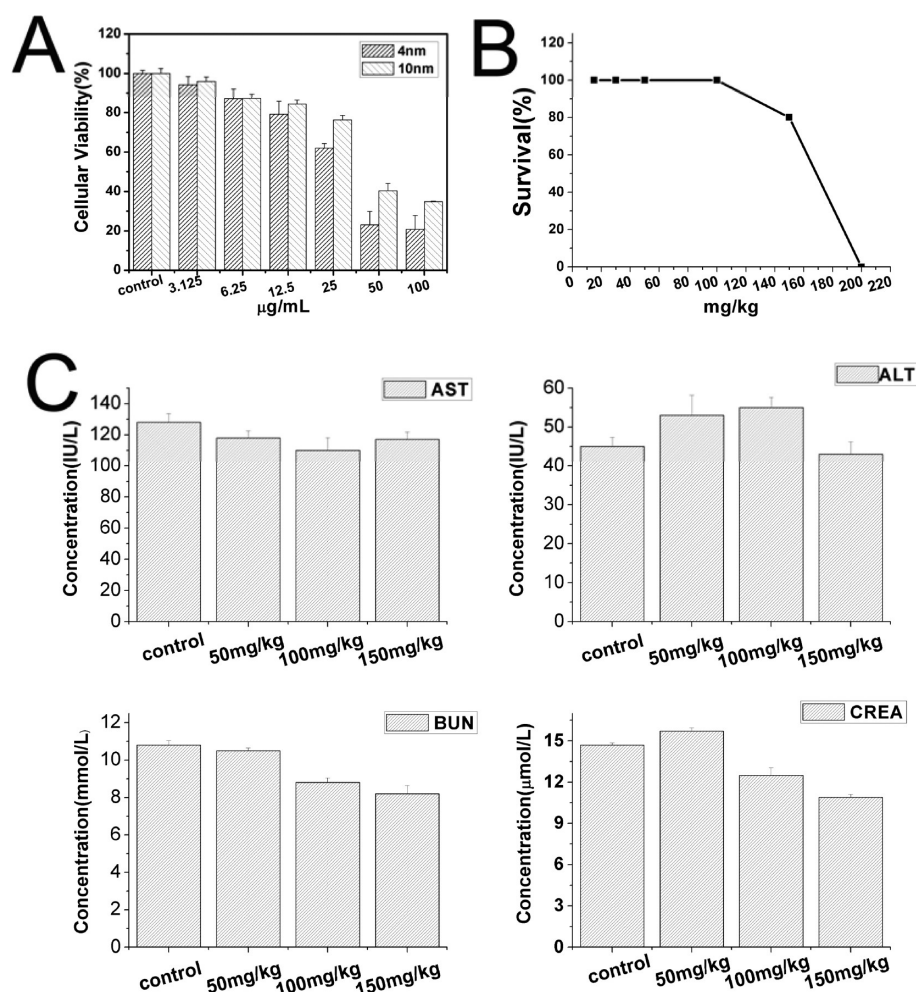 A
Cellular Viability(%)
120
100
80
60
40
20
0
4nm
10nm
control
3.125
6.25
12.5
25
50
100
μg/mL
B
Survival(%)
120
100
80
60
40
20
0
0 20 40 60 80 100 120 140 160 180 200 220
mg/kg
C
AST
Concentration(IU/L)
140
120
100
80
60
40
20
0
control
50mg/kg
100mg/kg
150mg/kg
ALT
Concentration(IU/L)
60
50
40
30
20
10
0
control
50mg/kg
100mg/kg
150mg/kg
BUN
Concentration(mmol/L)
12
10
8
6
4
2
0
control
50mg/kg
100mg/kg
150mg/kg
CREA
Concentration(μmol/L)
15
12
9
6
3
0
control
50mg/kg
100mg/kg
150mg/kg